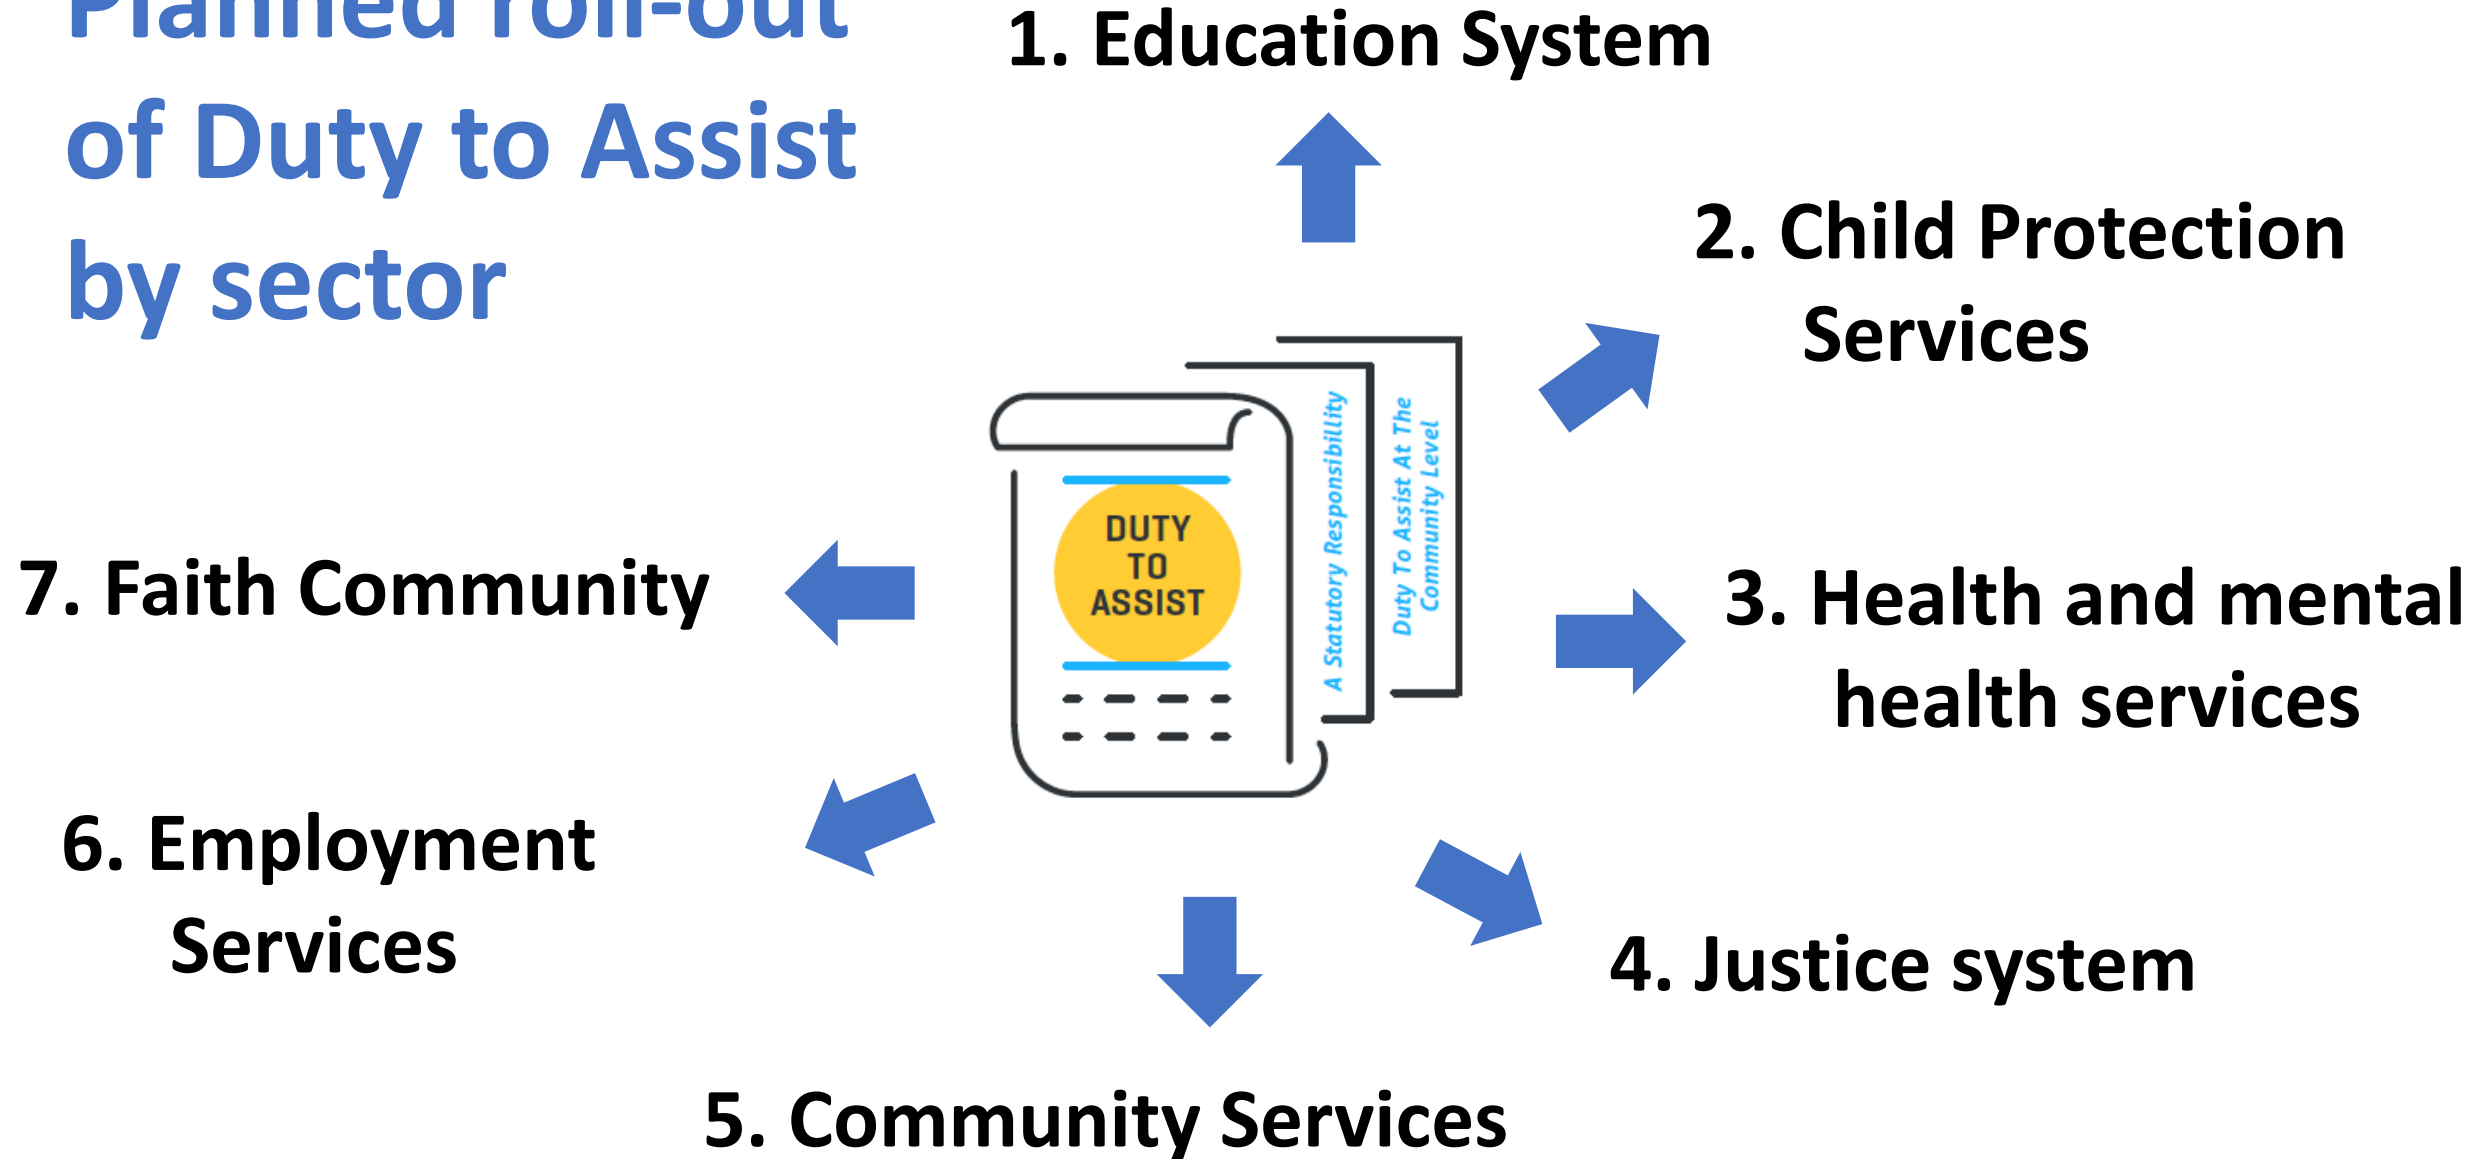 Planned roll-out
of Duty to Assist
by sector
1. Education System
2. Child Protection
Services
3. Health and mental
health services
4. Justice system
5. Community Services
6. Employment
Services
7. Faith Community
DUTY
TO
ASSIST
A Statutory Responsibillity
Duty To Assist At The
Community Level